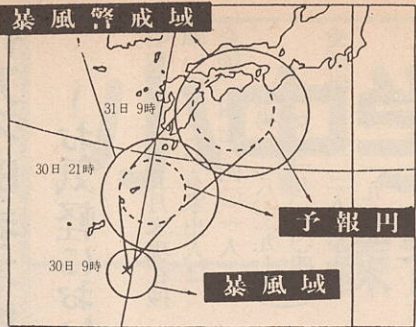 暴風警戒域
31日 9時
30日 21時
予報円
30日 9時
暴風域